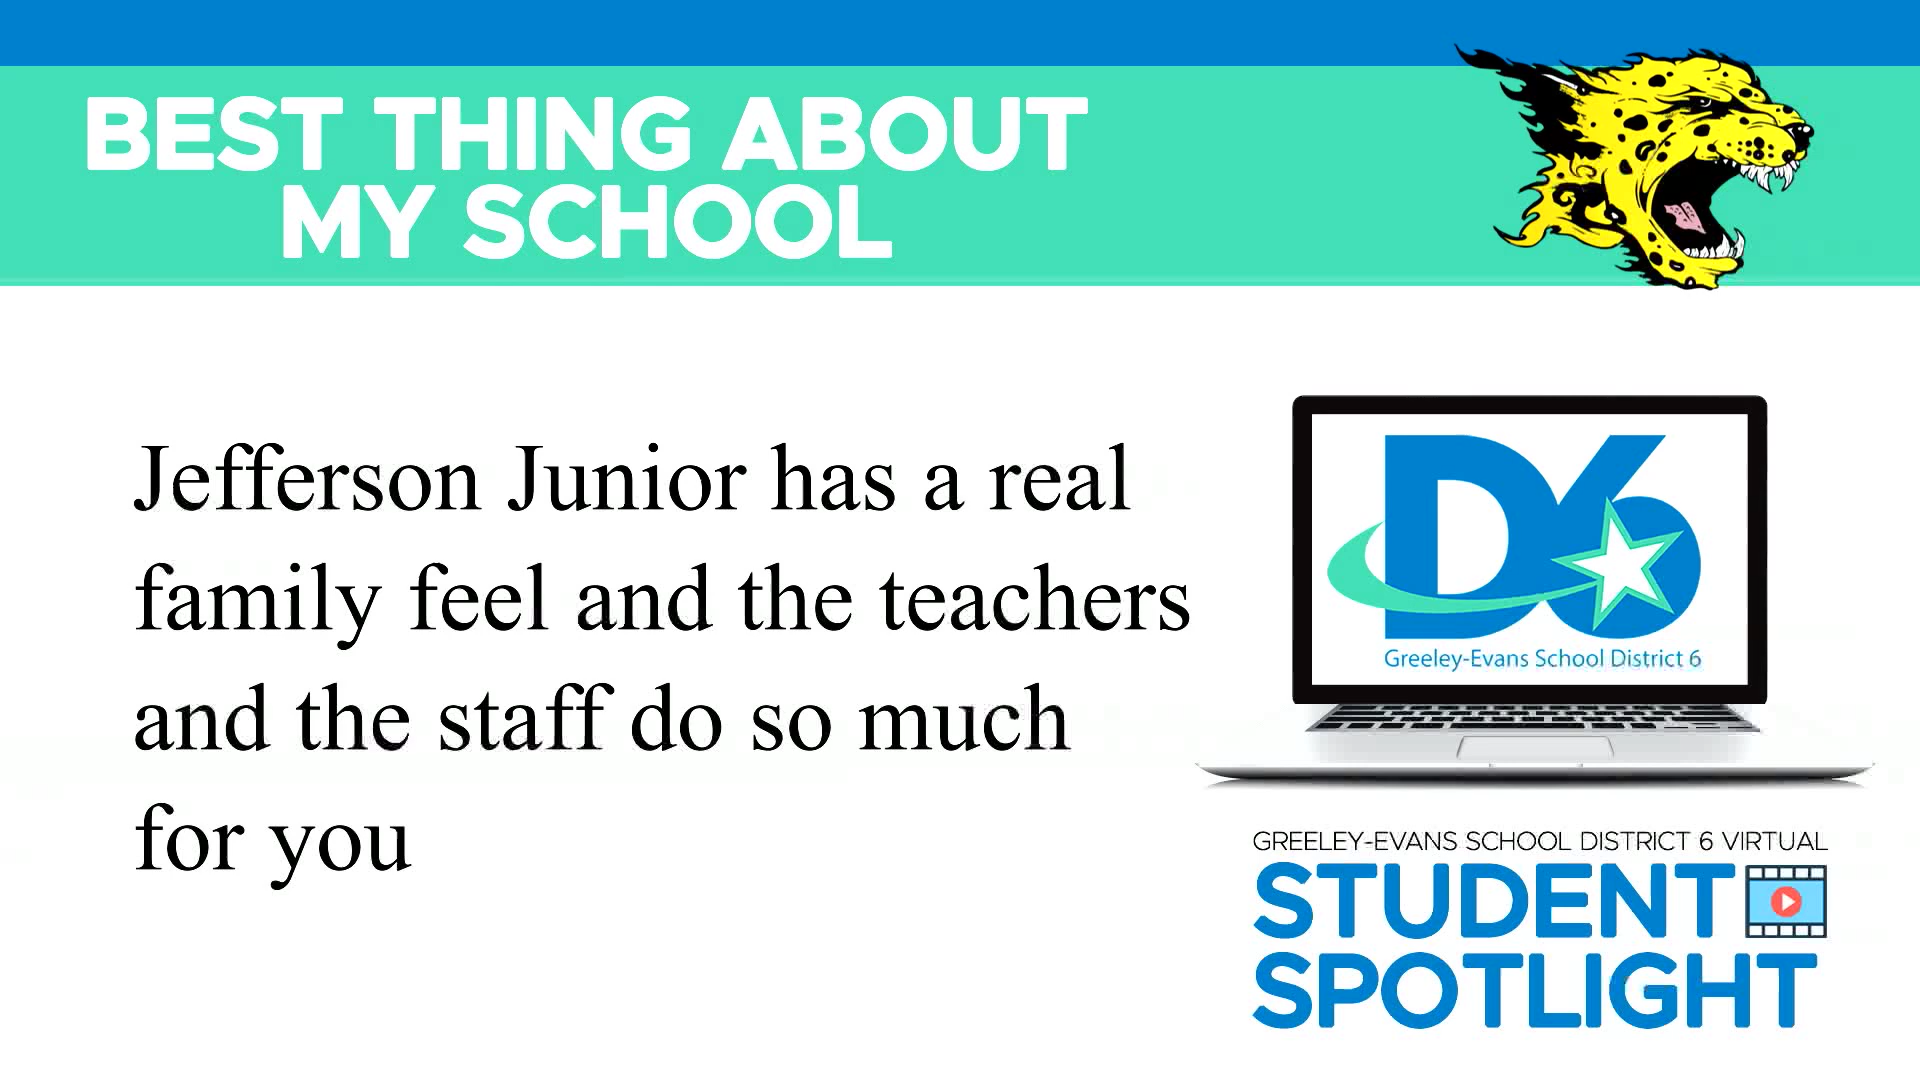 BEST THING ABOUT
MY SCHOOL
Jefferson Junior has a real
family feel and the teachers
and the staff do so much
for you
D6
Greeley-Evans School District 6
GREELEY-EVANS SCHOOL DISTRICT 6 VIRTUAL
STUDENT
SPOTLIGHT